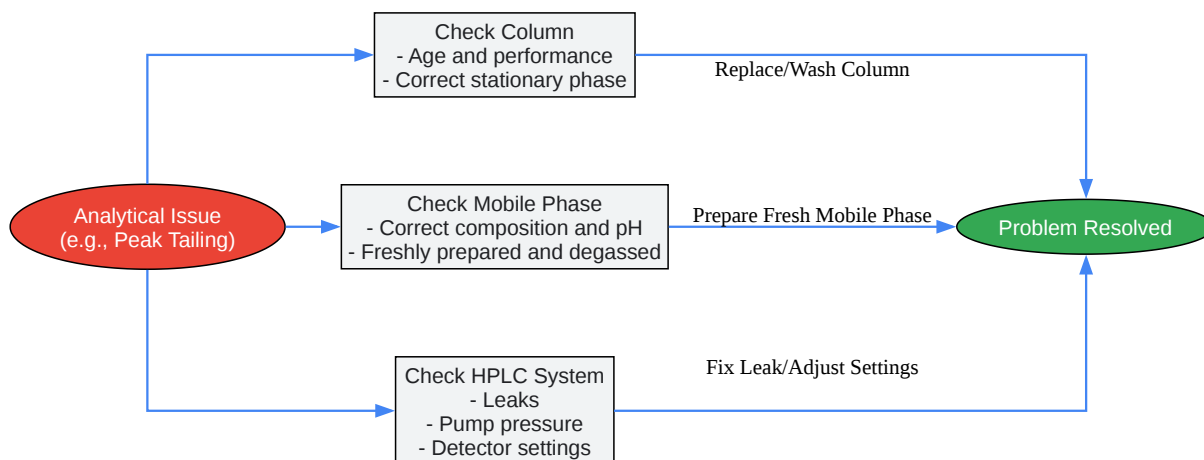 Check Column
- Age and performance
- Correct stationary phase
Replace/Wash Column
Analytical Issue
(e.g., Peak Tailing)
Check Mobile Phase
- Correct composition and pH
- Freshly prepared and degassed
Prepare Fresh Mobile Phase
Problem Resolved
Check HPLC System
- Leaks
- Pump pressure
- Detector settings
Fix Leak/Adjust Settings